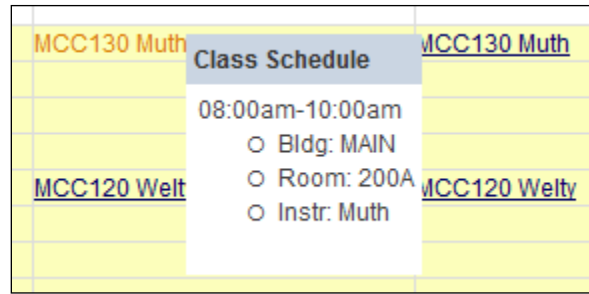 MCC130 Muth
Class Schedule
MCC130 Muth
08:00am-10:00am
Bldg: MAIN
Room: 200A
Instr: Muth
MCC120 Welt
MCC120 Welty